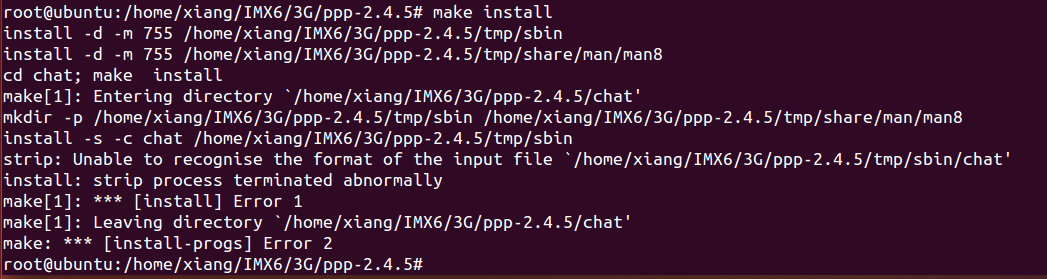 root@ubuntu:/home/xiang/IMX6/3G/ppp-2.4.5# make install
install -d -m 755 /home/xiang/IMX6/3G/ppp-2.4.5/tmp/sbin
install -d -m 755 /home/xiang/IMX6/3G/ppp-2.4.5/tmp/share/man/man8
cd chat; make  install
make[1]: Entering directory `/home/xiang/IMX6/3G/ppp-2.4.5/chat'
mkdir -p /home/xiang/IMX6/3G/ppp-2.4.5/tmp/sbin /home/xiang/IMX6/3G/ppp-2.4.5/tmp/share/man/man8
install -s -c chat /home/xiang/IMX6/3G/ppp-2.4.5/tmp/sbin
strip: Unable to recognise the format of the input file `/home/xiang/IMX6/3G/ppp-2.4.5/tmp/sbin/chat'
install: strip process terminated abnormally
make[1]: *** [install] Error 1
make[1]: Leaving directory `/home/xiang/IMX6/3G/ppp-2.4.5/chat'
make: *** [install-progs] Error 2
root@ubuntu:/home/xiang/IMX6/3G/ppp-2.4.5#